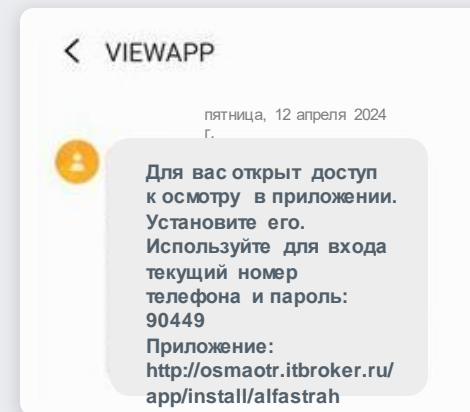 VIEWAPP
пятница, 12 апреля 2024
г.
Для вас открыт доступ
к осмотру в приложении.
Установите его.
Используйте для входа
текущий номер
телефона и пароль:
90449
Приложение:
http://osmaotr.itbroker.ru/
app/install/alfastrah